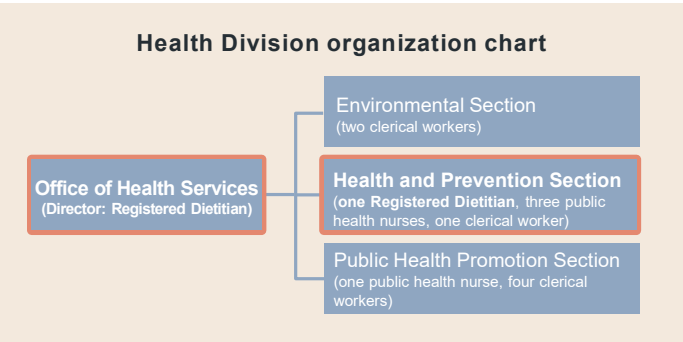 Health Division organization chart
Environmental Section
(two clerical workers)
Office of Health Services
(Director: Registered Dietitian)
Health and Prevention Section
(one Registered Dietitian, three public
health nurses, one clerical worker)
Public Health Promotion Section
(one public health nurse, four clerical
workers)